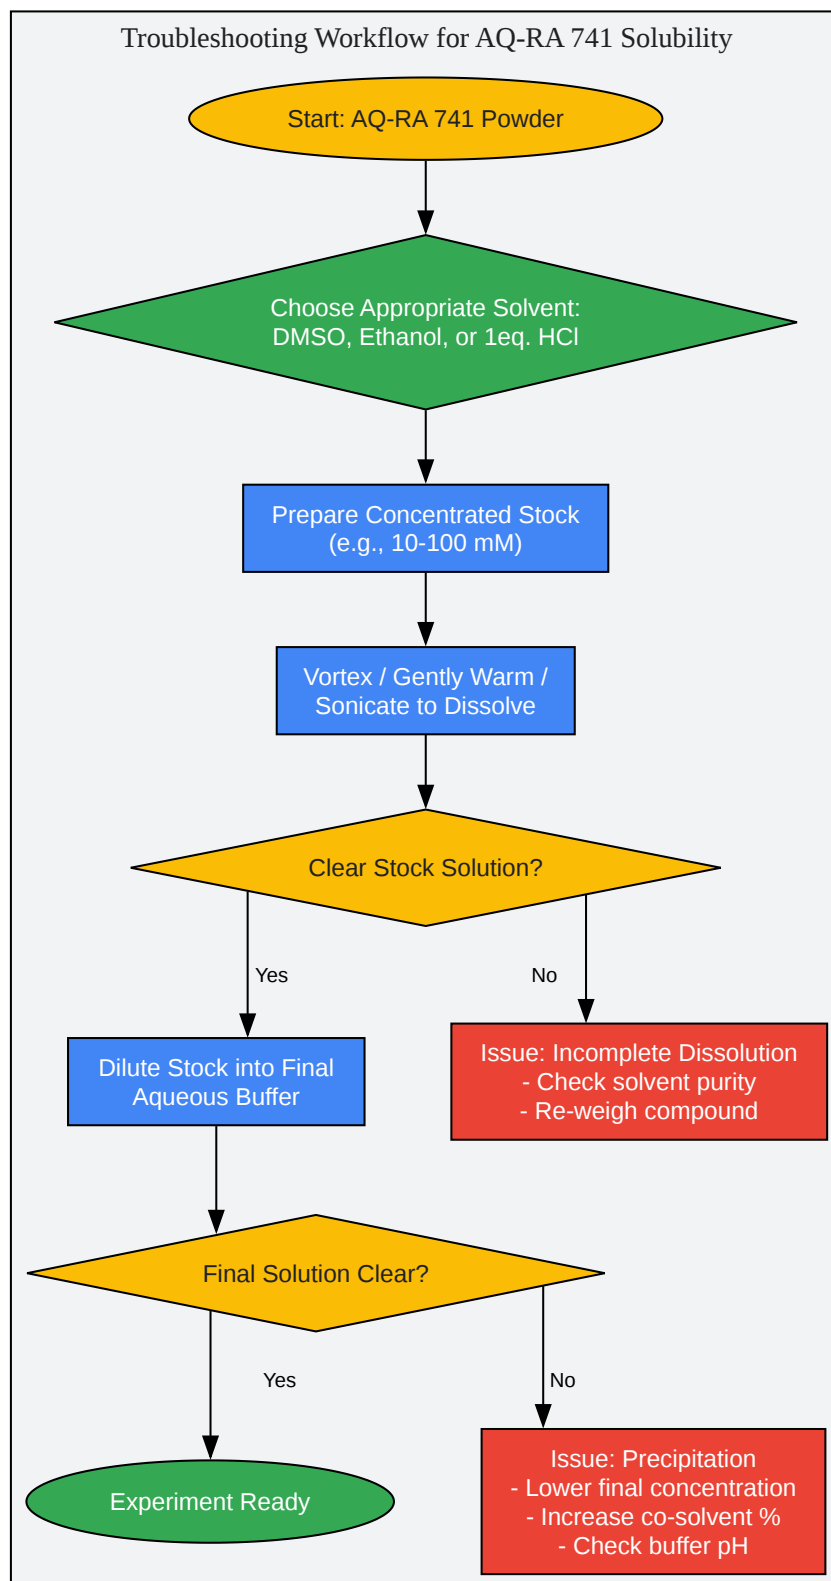 Troubleshooting Workflow for AQ-RA 741 Solubility
Start: AQ-RA 741 Powder
Choose Appropriate Solvent:
DMSO, Ethanol, or 1eq. HCl
Prepare Concentrated Stock
(e.g., 10-100 mM)
Vortex / Gently Warm /
Sonicate to Dissolve
Clear Stock Solution?
Yes
No
Dilute Stock into Final
Aqueous Buffer
Issue: Incomplete Dissolution
- Check solvent purity
- Re-weigh compound
Final Solution Clear?
Yes
No
Experiment Ready
Issue: Precipitation
- Lower final concentration
- Increase co-solvent %
- Check buffer pH